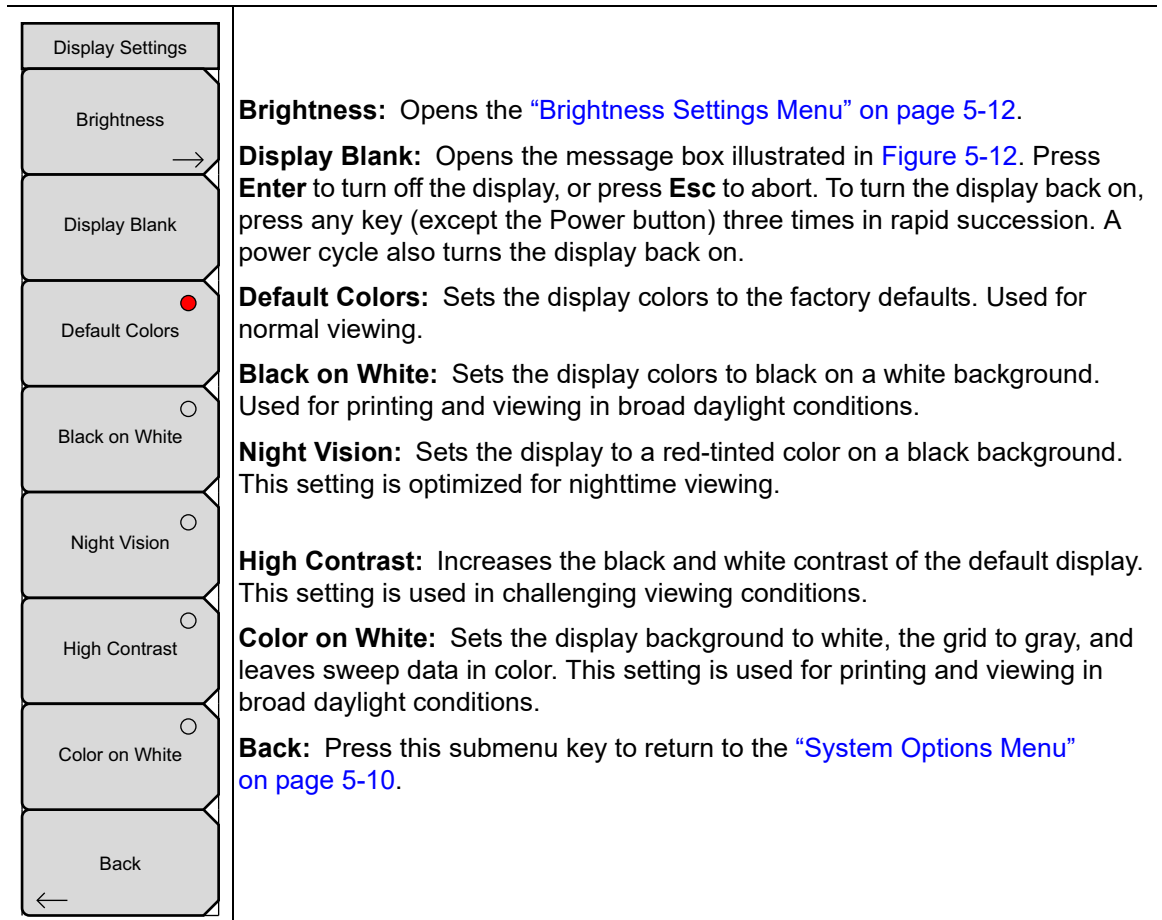 Display Settings
Brightness
Display Blank
Default Colors
Black on White
Night Vision
High Contrast
Color on White
Back
Brightness: Opens the “Brightness Settings Menu” on page 5-12.
Display Blank: Opens the message box illustrated in Figure 5-12. Press
Enter to turn off the display, or press Esc to abort. To turn the display back on,
press any key (except the Power button) three times in rapid succession. A
power cycle also turns the display back on.
Default Colors: Sets the display colors to the factory defaults. Used for
normal viewing.
Black on White: Sets the display colors to black on a white background.
Used for printing and viewing in broad daylight conditions.
Night Vision: Sets the display to a red-tinted color on a black background.
This setting is optimized for nighttime viewing.
High Contrast: Increases the black and white contrast of the default display.
This setting is used in challenging viewing conditions.
Color on White: Sets the display background to white, the grid to gray, and
leaves sweep data in color. This setting is used for printing and viewing in
broad daylight conditions.
Back: Press this submenu key to return to the “System Options Menu”
on page 5-10.